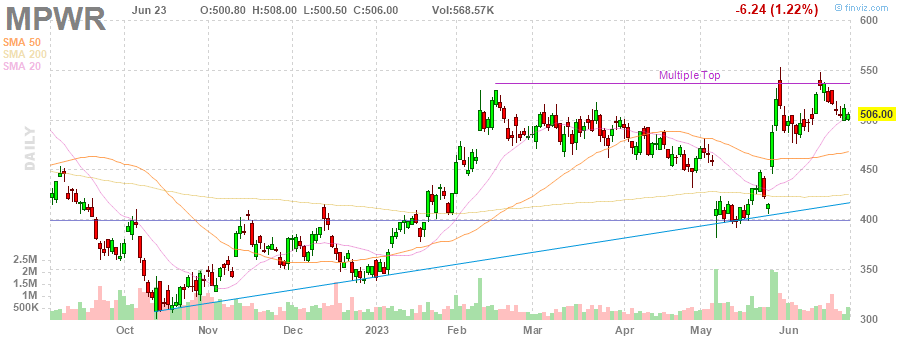 MPWR Jun 23 O:500.80 H:508.00 L:500.50 C:506.00 Vol:568.57K -6.24 (1.22%) © finviz.com
SMA 50
SMA 200
SMA 20
Multiple Top
600
550
506.00
500
450
400
350
300
DAILY
2.5M
2M
1.5M
1M
500K
Oct Nov Dec 2023 Feb Mar Apr May Jun